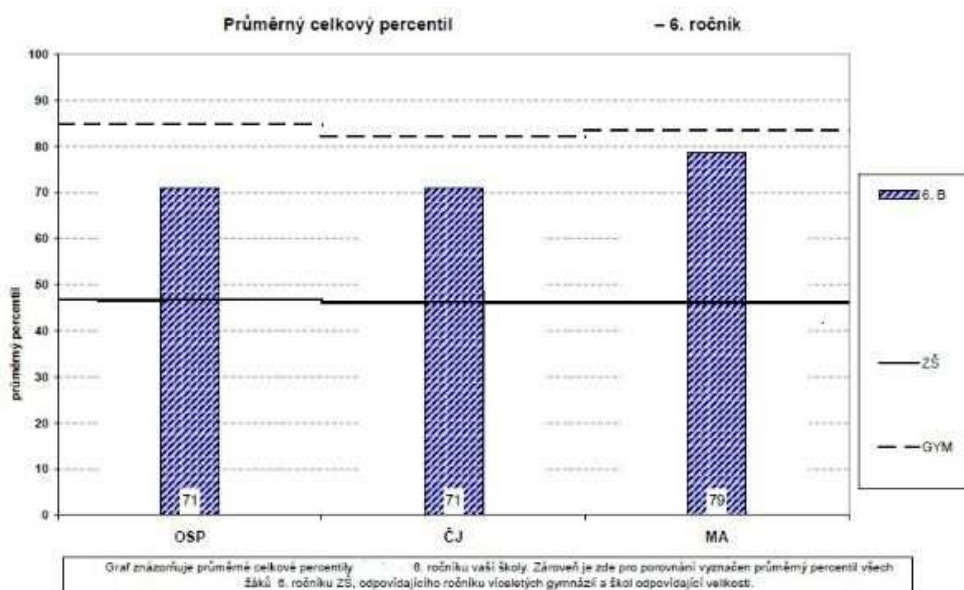 Průměrný celkový percentil – 6. ročník
průměrný percentil
100
90
80
70
60
50
40
30
20
10
0
71
71
79
OSP
ČJ
MA
6. B
ZŠ
GYM
Graf znázorňuje průměrné celkové percentily 6. ročníku vaší školy. Zároveň je zde pro porovnání vyznačen průměrný percentil všech
žáků 6. ročníku ZŠ, odpovídajícího ročníku víceletých gymnázií a škol odpovídající velikosti.